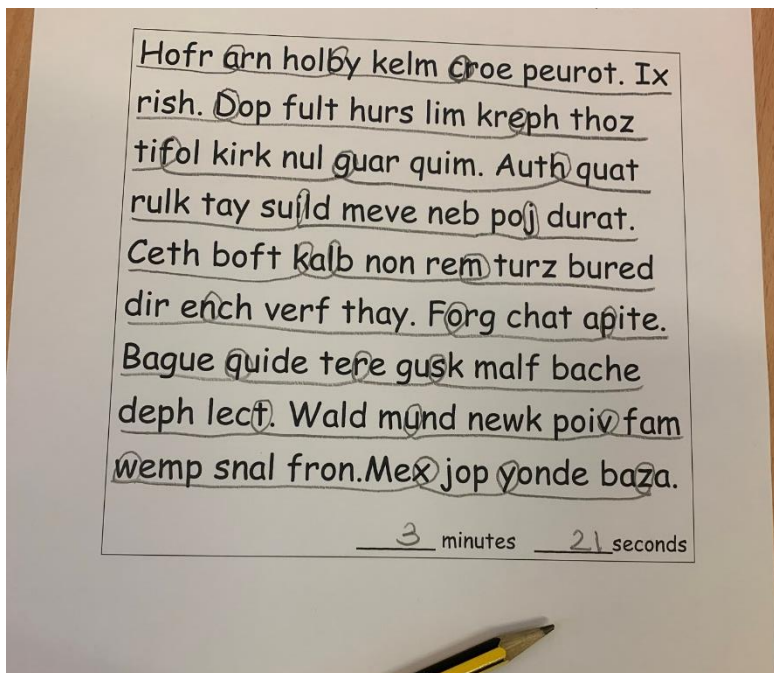 Hofr arn holby kelm croe peurot. Ix
rish. Dop fult hurs lim kreph thoz
tifol kirk nul guar quim. Auth quat
rulk tay suild meve neb poj durat.
Ceth boft kalb non rem turz bured
dir ench verf thay. Forg chat apite.
Bague quide tere gusk malf bache
deph lect. Wald mund newk poiv fam
wemp snal fron.Mex jop yonde baza.
3 minutes 21 seconds